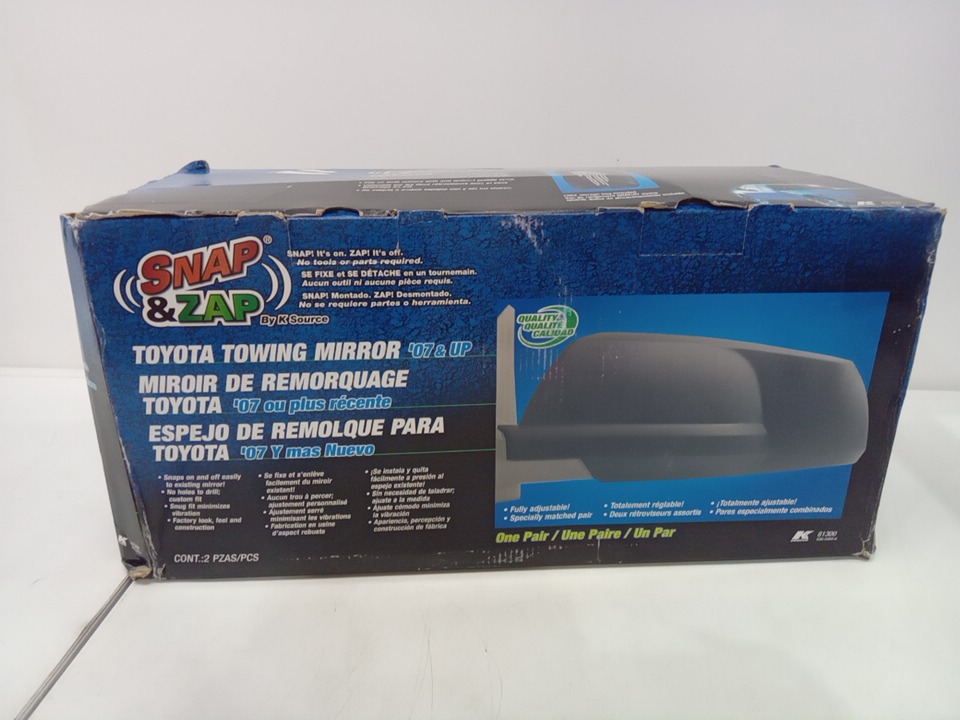 SNAP
& ZAP®
By K Source
SNAP! It's on. ZAP! It's off.
No tools or parts required.
SE FIXE et SE DÉTACHE en un tournemain.
Aucun outil ni aucune pièce requis.
SNAP! Montado. ZAP! Desmontado.
No se requiere partes o herramienta.
TOYOTA TOWING MIRROR '07 & UP
MIROIR DE REMORQUAGE
TOYOTA '07 ou plus récente
ESPEJO DE REMOLQUE PARA
TOYOTA '07 Y mas Nuevo
• Snaps on and off easily
to existing mirror!
• No holes to drill;
custom fit
• Snug fit minimizes
vibration
• Factory look, feel and
construction
• Se fixe et s'enlève
facilement du miroir
existant!
• Aucun trou à percer;
ajustement personnalisé
• Ajustement serré
minimisant les vibrations
• Fabrication en usine
d'aspect robuste
• ¡Se instala y quita
fácilmente a presión al
espejo existente!
• Sin necesidad de taladrar;
ajuste a la medida
• Ajuste cómodo minimiza
la vibración
• Apariencia, percepción y
construcción de fábrica
CONT.:2 PZAS/PCS
QUALITY
QUALITÉ
CALIDAD
• Fully adjustable!
• Specially matched pair
• Totalement réglable!
• Deux rétroviseurs assortis
• ¡Totalmente ajustable!
• Pares especialmente combinados
One Pair / Une Paire / Un Par
K
81300